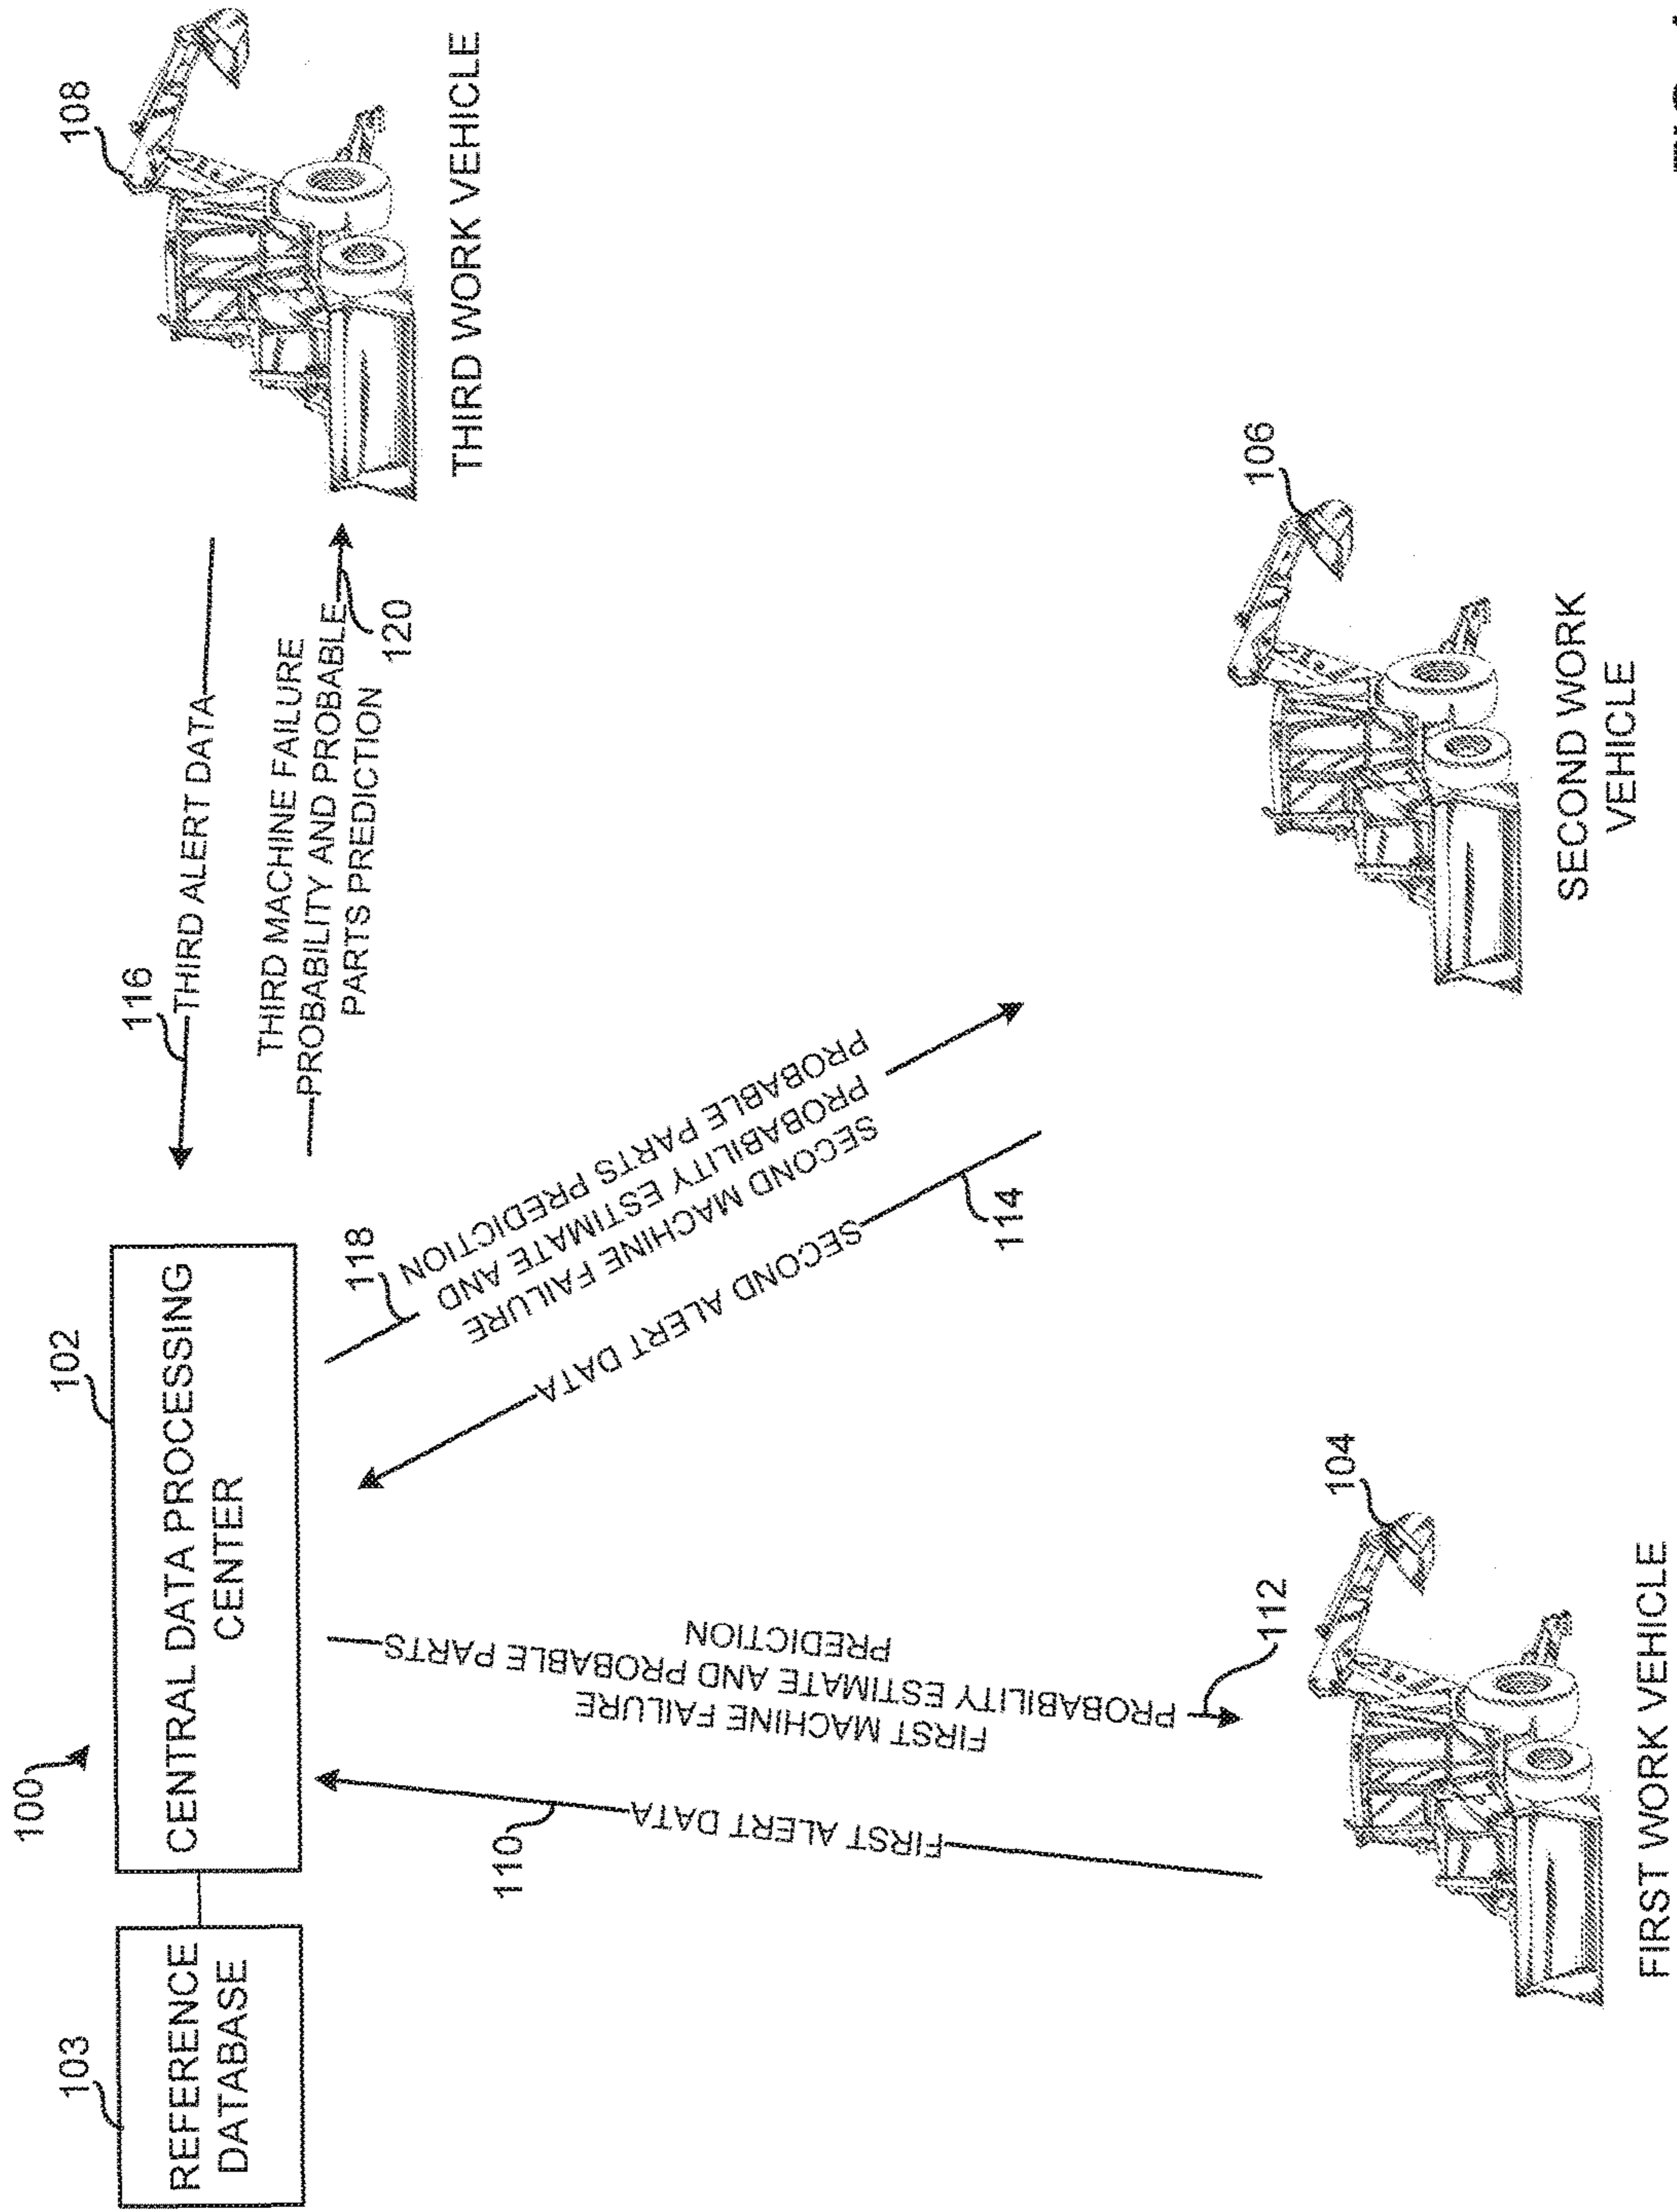 100
103
REFERENCE
DATABASE
102
CENTRAL DATA PROCESSING
CENTER
116
THIRD ALERT DATA
THIRD MACHINE FAILURE
PROBABILITY AND PROBABLE
PARTS PREDICTION
120
108
THIRD WORK VEHICLE
118
SECOND MACHINE FAILURE
PROBABILITY ESTIMATE AND
PROBABLE PARTS PREDICTION
SECOND ALERT DATA
114
106
SECOND WORK
VEHICLE
110
FIRST ALERT DATA
FIRST MACHINE FAILURE
PROBABILITY ESTIMATE AND PROBABLE PARTS
PREDICTION
112
104
FIRST WORK VEHICLE